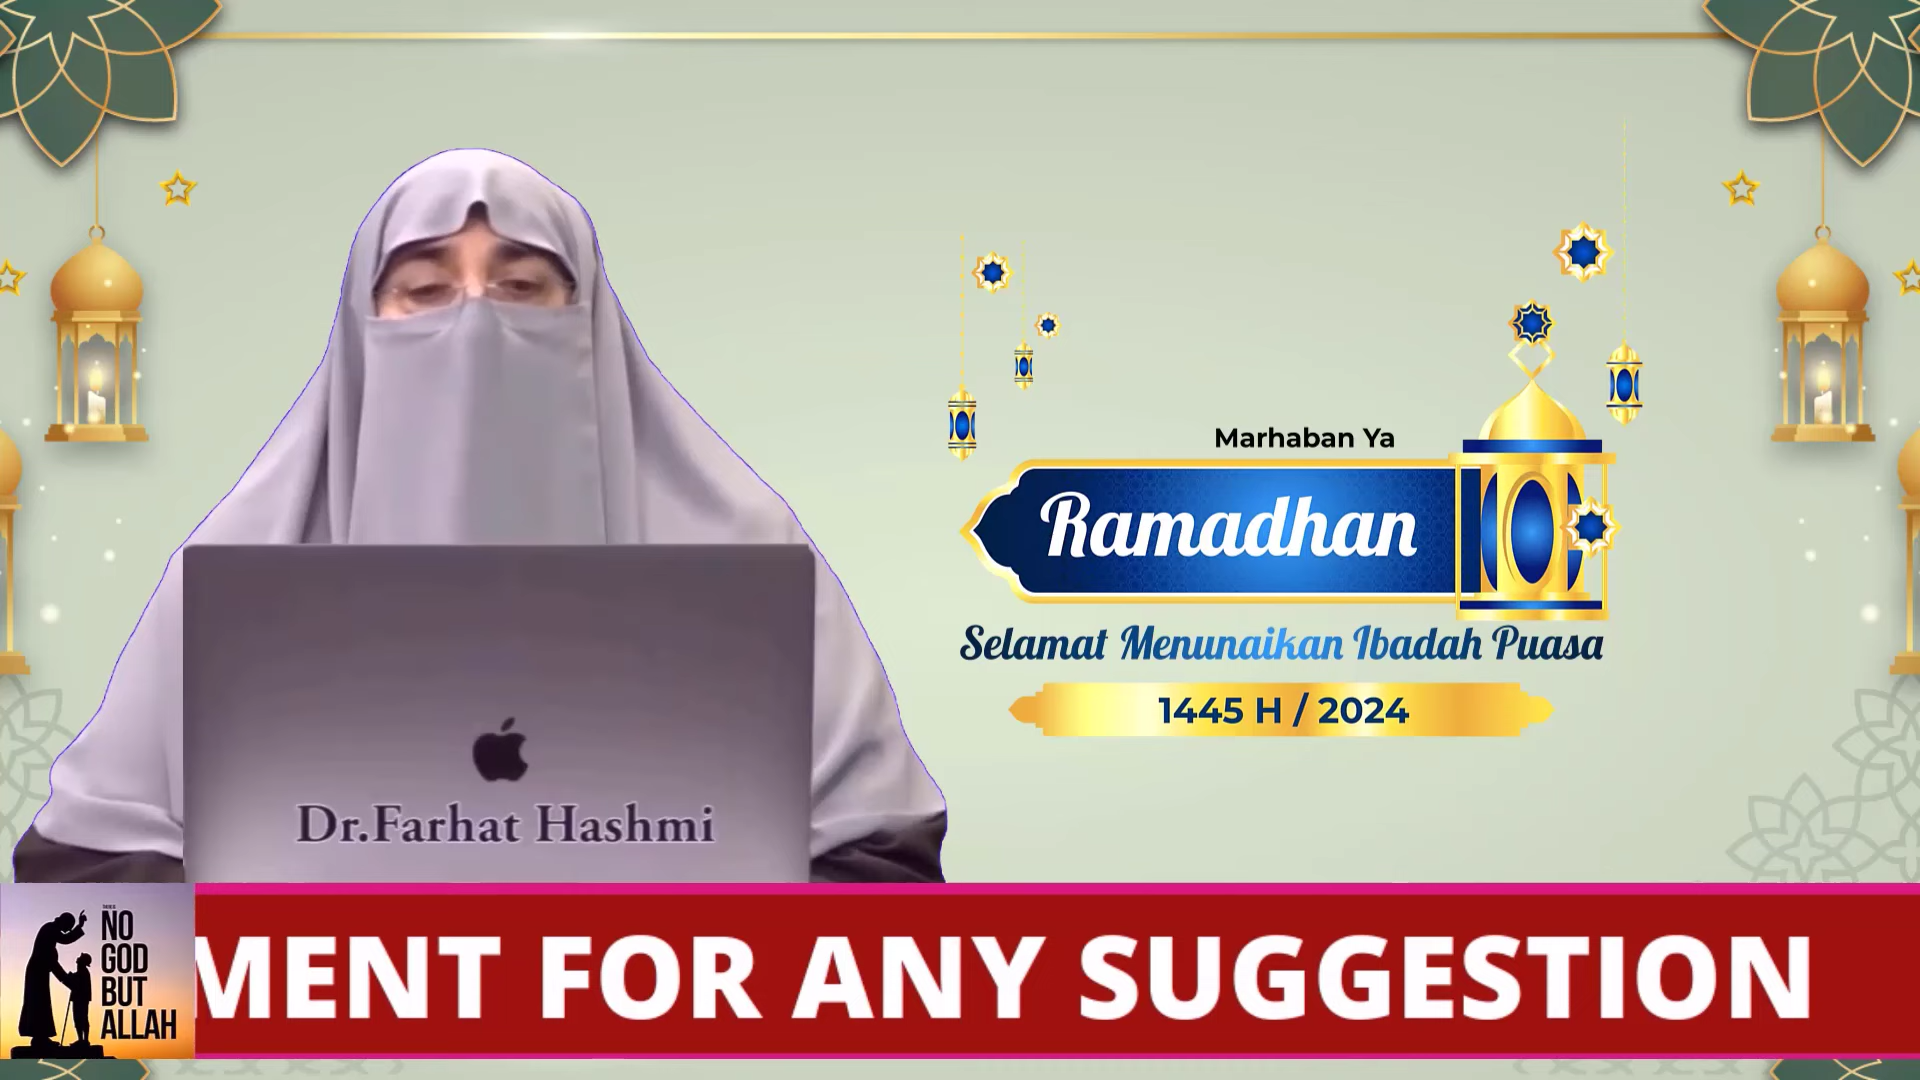 Marhaban Ya
Ramadhan
Selamat Menunaikan Ibadah Puasa
1445 H / 2024
Dr.Farhat Hashmi
NO
GOD
BUT
ALLAH
MENT FOR ANY SUGGESTION